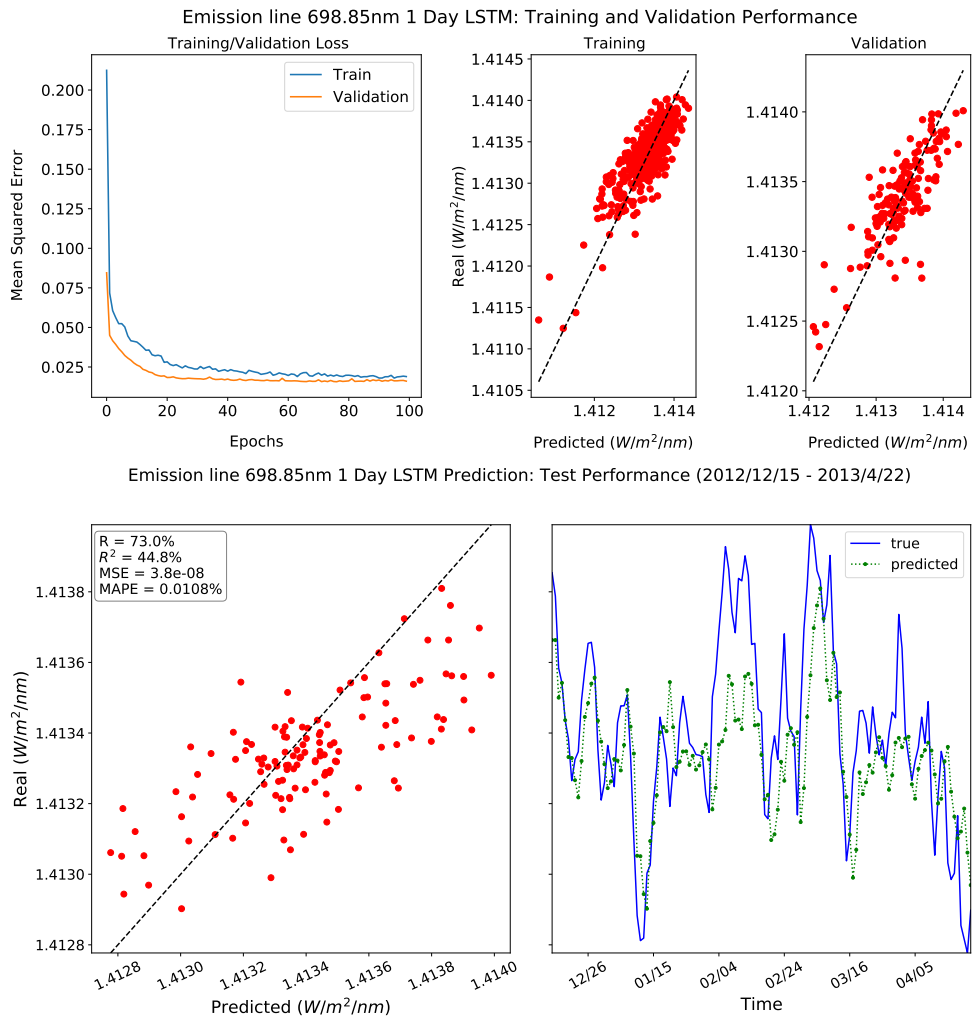 Emission line 698.85nm 1 Day LSTM: Training and Validation Performance
Training/Validation Loss
Train
Validation
Mean Squared Error
0.200
0.175
0.150
0.125
0.100
0.075
0.050
0.025
0 20 40 60 80 100
Epochs
Training
Real (W/m²/nm)
1.4145
1.4140
1.4135
1.4130
1.4125
1.4120
1.4115
1.4110
1.4105
1.412 1.414
Predicted (W/m²/nm)
Validation
1.4140
1.4135
1.4130
1.4125
1.4120
1.412 1.413 1.414
Predicted (W/m²/nm)
Emission line 698.85nm 1 Day LSTM Prediction: Test Performance (2012/12/15 - 2013/4/22)
R = 73.0%
R² = 44.8%
MSE = 3.8e-08
MAPE = 0.0108%
Real (W/m²/nm)
1.4138
1.4136
1.4134
1.4132
1.4130
1.4128
1.4128 1.4130 1.4132 1.4134 1.4136 1.4138 1.4140
Predicted (W/m²/nm)
true
predicted
12/26 01/15 02/04 02/24 03/16 04/05
Time